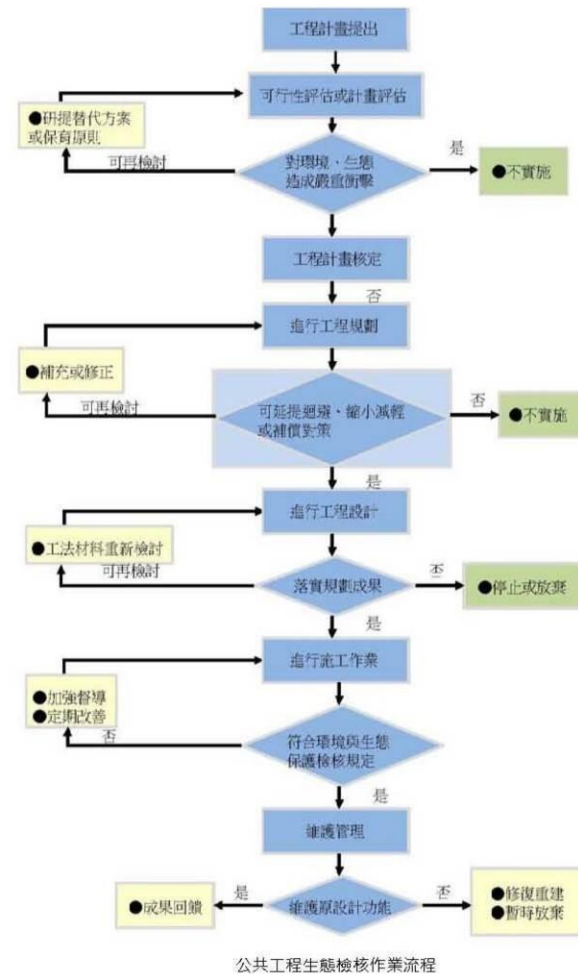 工程計畫提出
可行性評估或計畫評估
●研提替代方案
或保育原則
可再檢討
對環境、生態
造成嚴重衝擊
是
●不實施
工程計畫核定
否
進行工程規劃
●補充或修正
可再檢討
可延提迴避、縮小減輕
或補償對策
否
●不實施
是
進行工程設計
●工法材料重新檢討
可再檢討
落實規劃成果
否
●停止或放棄
是
進行施工作業
●加強督導
●定期改善
否
符合環境與生態
保護檢核規定
是
維護管理
●成果回饋
是
維護原設計功能
否
●修復重建
●暫時放棄
公共工程生態檢核作業流程